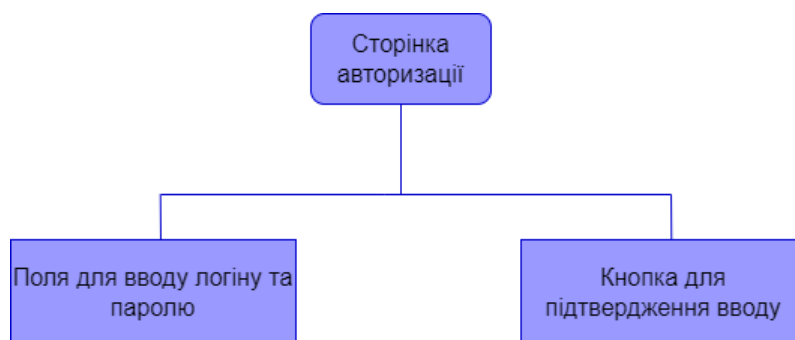 Сторінка
авторизації
Поля для вводу логіну та
паролю
Кнопка для
підтвердження вводу